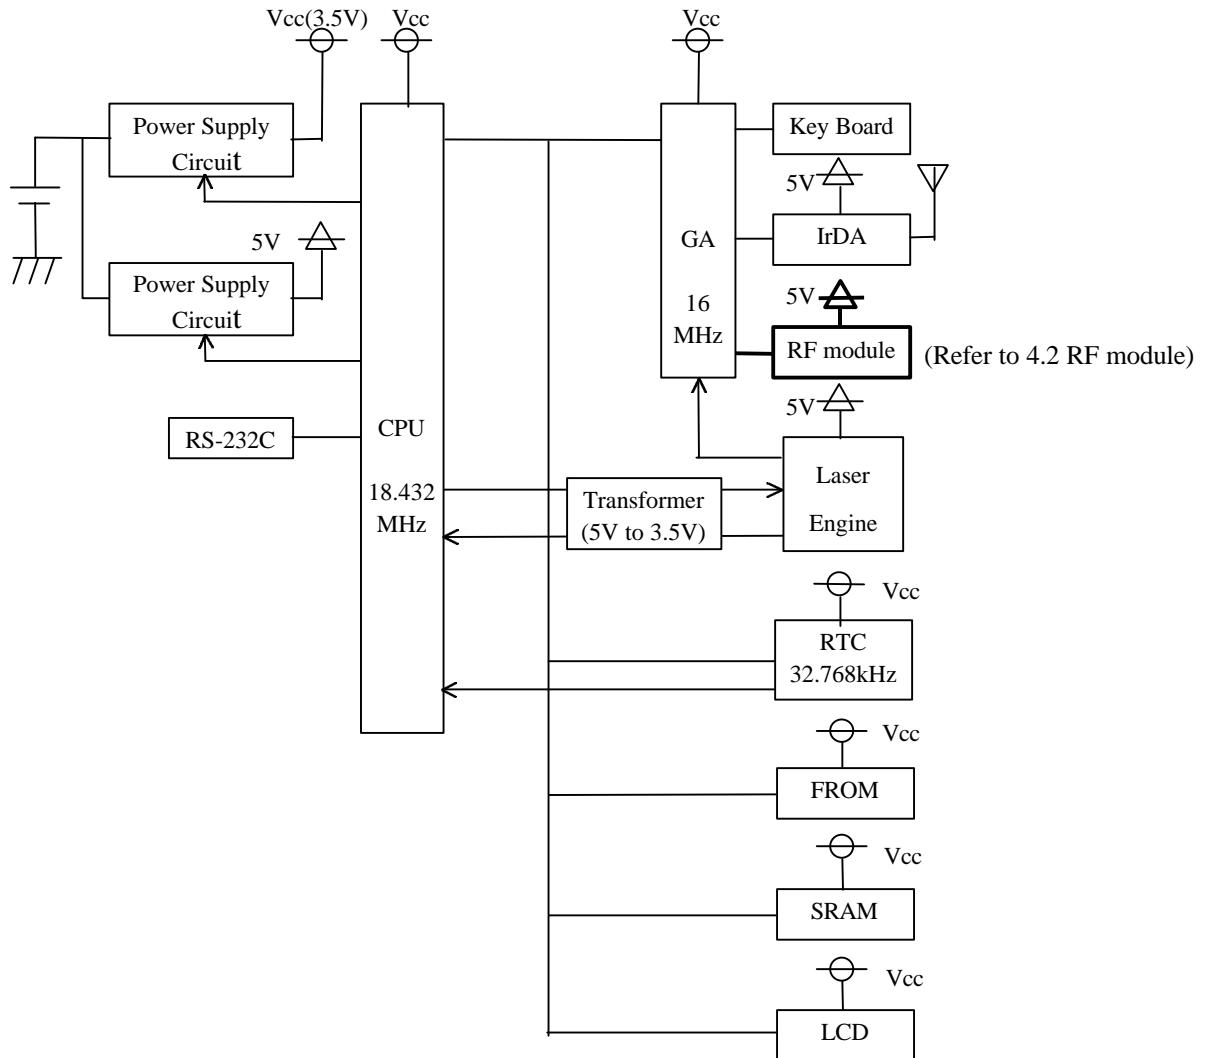 Vcc(3.5V)
Vcc
Vcc
Power Supply
Circuit
Key Board
5V
GA
16
MHz
IrDA
5V
Power Supply
Circuit
5V
RF module
(Refer to 4.2 RF module)
5V
RS-232C
CPU
18.432
MHz
Transformer
(5V to 3.5V)
Laser
Engine
Vcc
RTC
32.768kHz
Vcc
FROM
Vcc
SRAM
Vcc
LCD